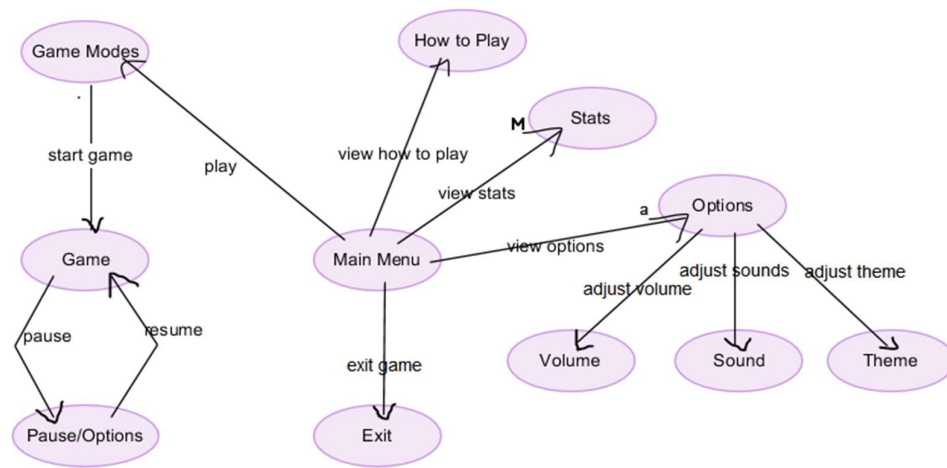 How to Play
Game Modes
M
Stats
start game
view how to play
play
view stats
a
Options
view options
Game
Main Menu
adjust sounds
adjust theme
adjust volume
pause
resume
exit game
Volume
Sound
Theme
Pause/Options
Exit